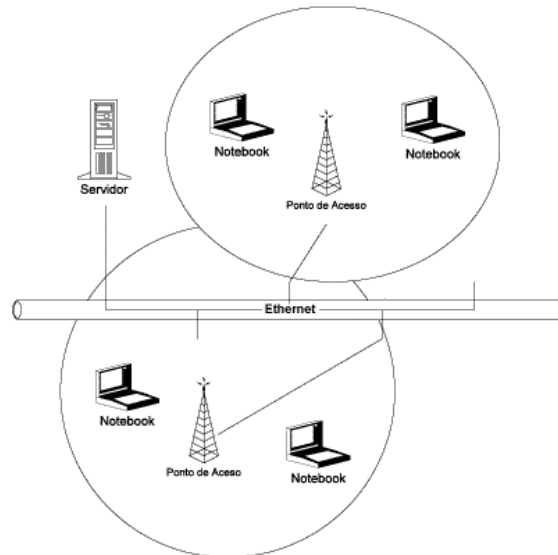 Notebook
Notebook
Servidor
Ponto de Acesso
Ethernet
Notebook
Ponto de Aceso
Notebook